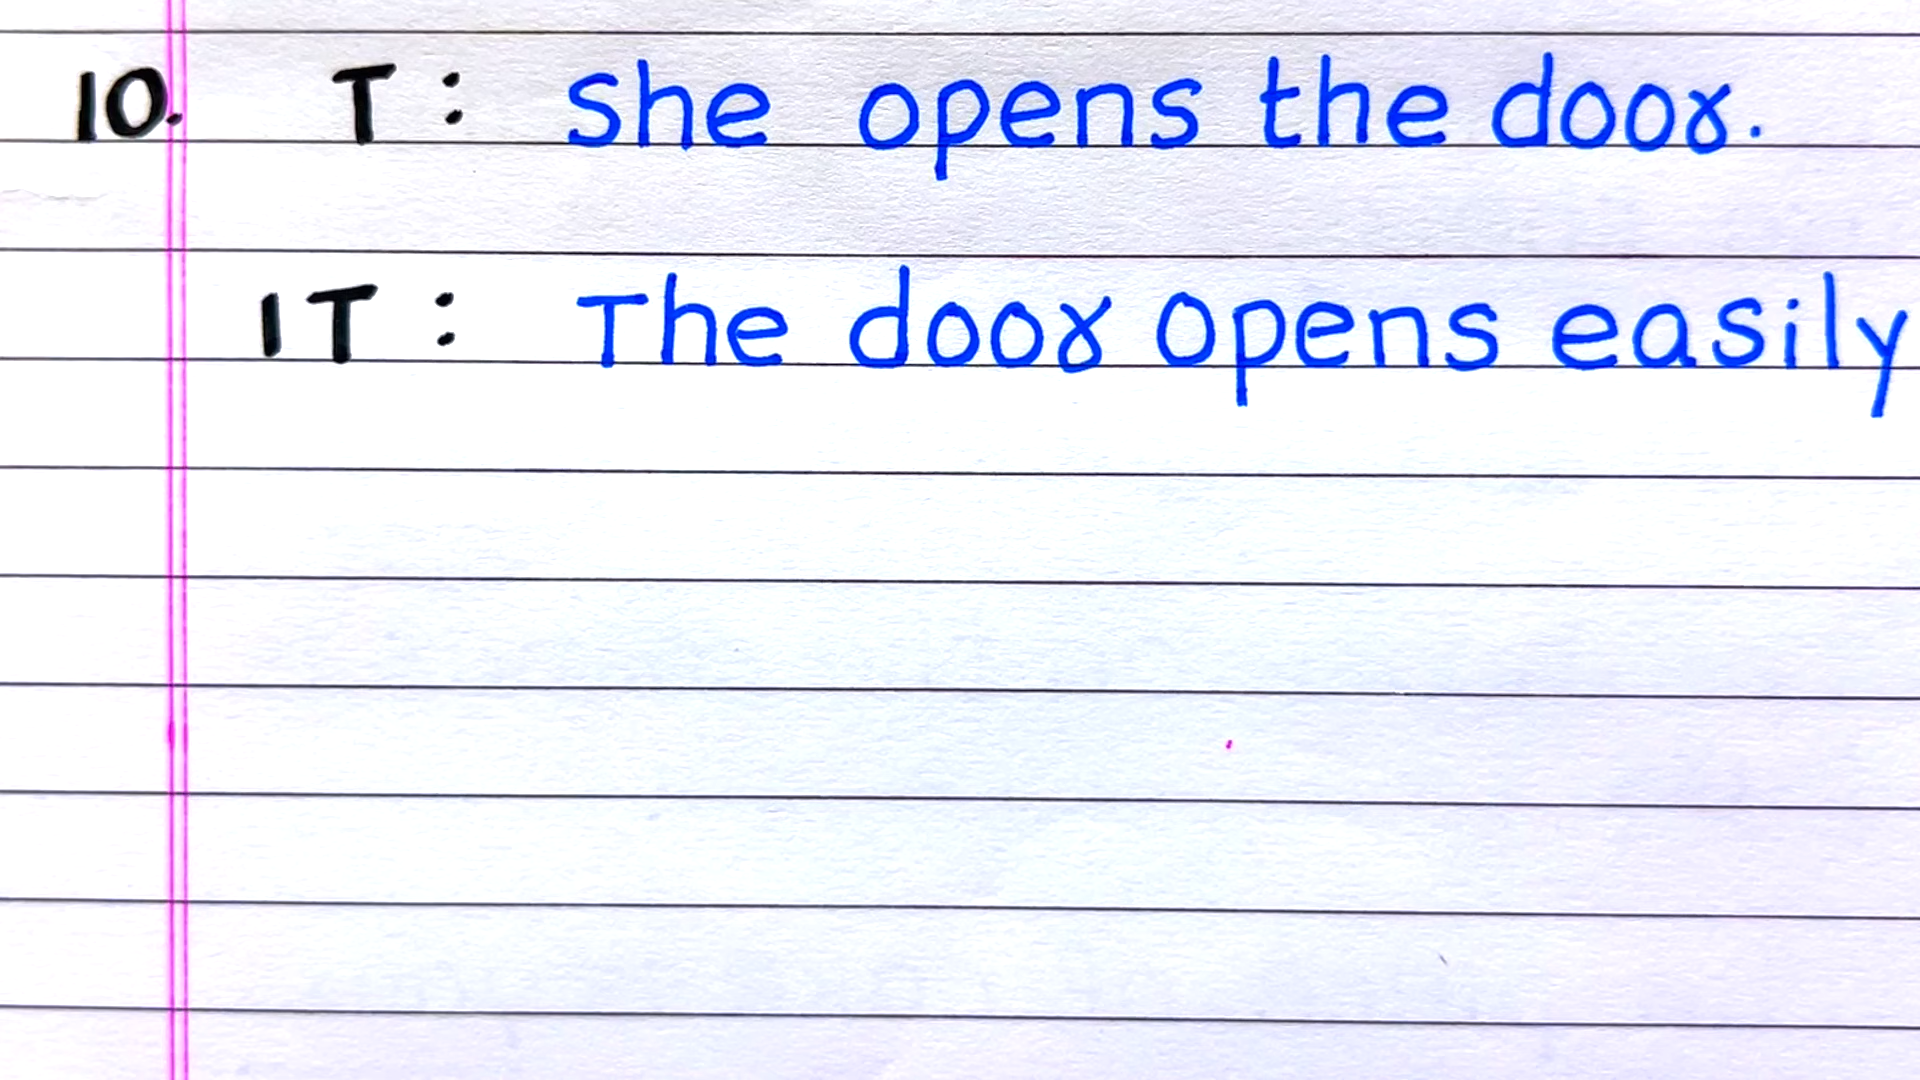 10. T : She opens the door.
IT : The door opens easily